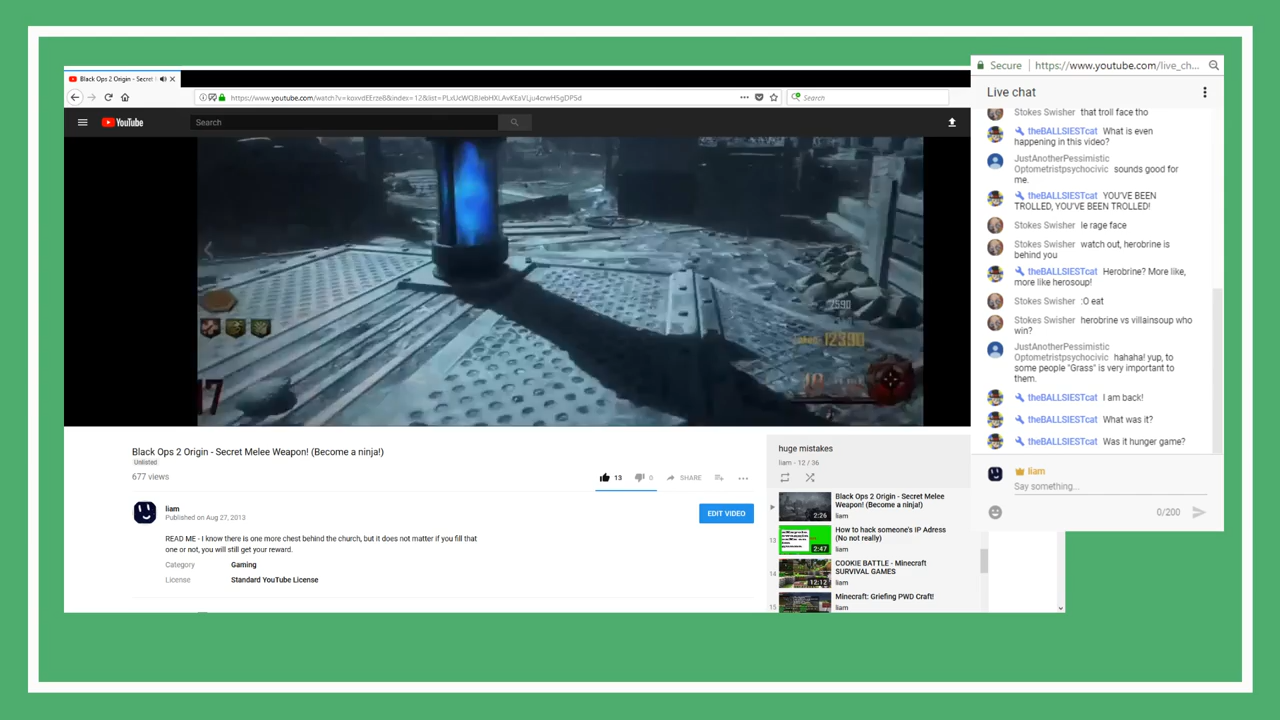 Black Ops 2 Origin - Secret
https://www.youtube.com/watch?v=koxvdEErzeB&index=12&list=PLxUcWQBJebHXLAvKEaVLju4crwHSgDPSd
Search
YouTube
Search
2590
12390
17
Black Ops 2 Origin - Secret Melee Weapon! (Become a ninja!)
Unlisted
677 views
13
0
SHARE
liam
Published on Aug 27, 2013
EDIT VIDEO
READ ME - I know there is one more chest behind the church, but it does not matter if you fill that
one or not, you will still get your reward.
Category Gaming
License Standard YouTube License
huge mistakes
liam - 12 / 36
Black Ops 2 Origin - Secret Melee
Weapon! (Become a ninja!)
liam
2:26
13
How to hack someone's IP Adress
(No not really)
liam
2:47
14
COOKIE BATTLE - Minecraft
SURVIVAL GAMES
liam
12:12
15
Minecraft: Griefing PWD Craft!
liam
Secure https://www.youtube.com/live_ch...
Live chat
Stokes Swisher that troll face tho
theBALLSIESTcat What is even
happening in this video?
JustAnotherPessimistic
Optometristpsychocivic sounds good for
me.
theBALLSIESTcat YOU'VE BEEN
TROLLED, YOU'VE BEEN TROLLED!
Stokes Swisher le rage face
Stokes Swisher watch out, herobrine is
behind you
theBALLSIESTcat Herobrine? More like,
more like herosoup!
Stokes Swisher :O eat
Stokes Swisher herobrine vs villainsoup who
win?
JustAnotherPessimistic
Optometristpsychocivic hahaha! yup, to
some people "Grass" is very important to
them.
theBALLSIESTcat I am back!
theBALLSIESTcat What was it?
theBALLSIESTcat Was it hunger game?
liam
Say something...
0/200